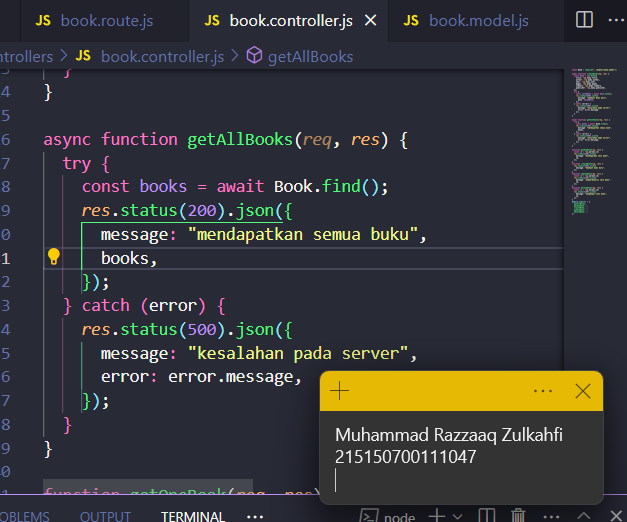 JS book.route.js JS book.controller.js JS book.model.js
ntrollers > JS book.controller.js > getAllBooks
}
4 }
5
6 async function getAllBooks(req, res) {
7 try {
8 const books = await Book.find();
9 res.status(200).json({
0 message: "mendapatkan semua buku",
1 books,
2 });
3 } catch (error) {
4 res.status(500).json({
5 message: "kesalahan pada server",
6 error: error.message,
7 });
8 }
9 }
0
function getOneBook(req, res)
Muhammad Razzaaq Zulkahfi
215150700111047
OBLEMS OUTPUT TERMINAL ... node